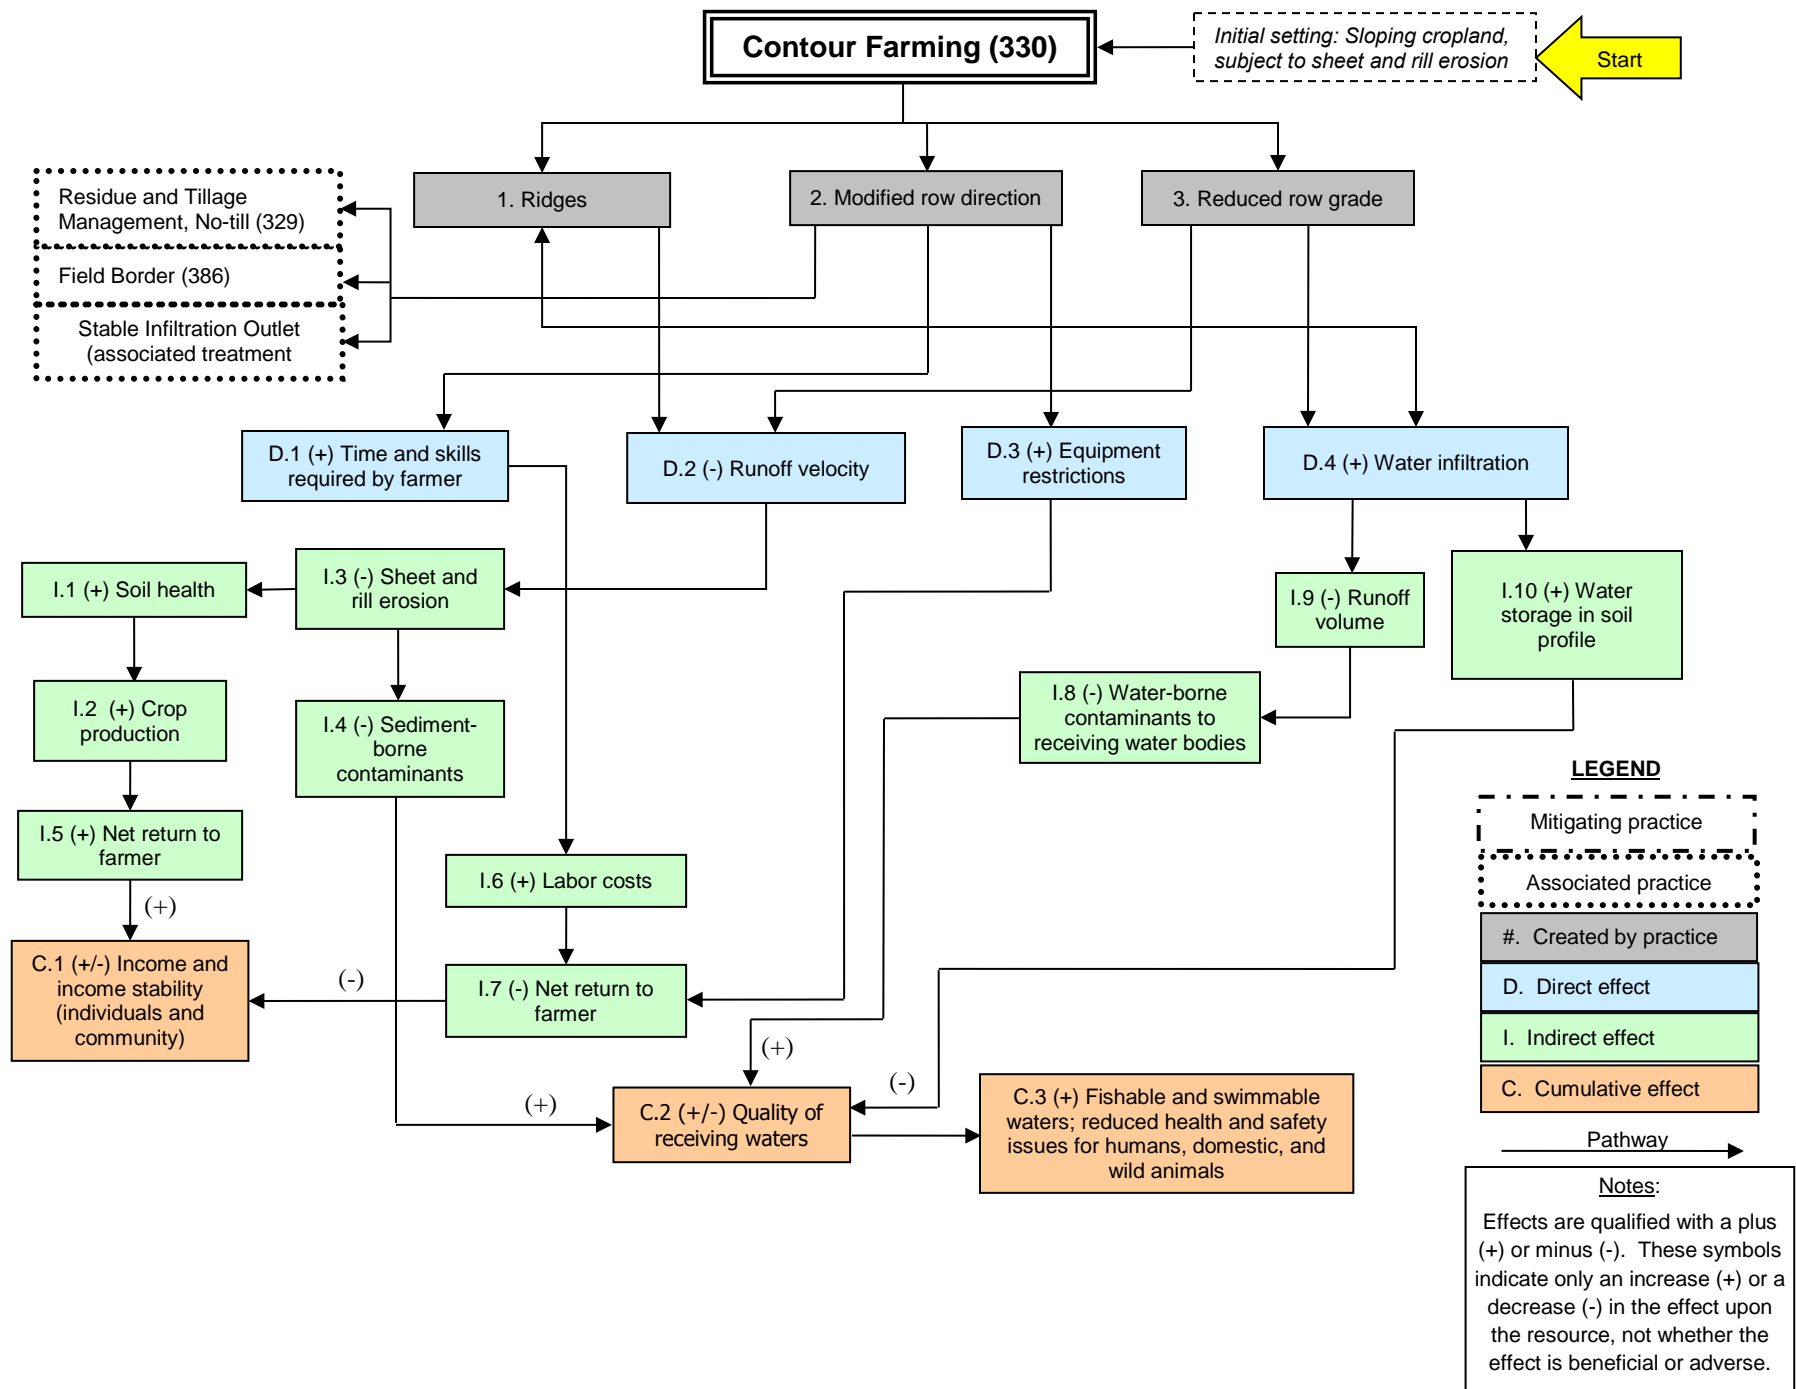 Contour Farming (330)
Initial setting: Sloping cropland,
subject to sheet and rill erosion
Start
Residue and Tillage
Management, No-till (329)
Field Border (386)
Stable Infiltration Outlet
(associated treatment
1. Ridges
2. Modified row direction
3. Reduced row grade
D.1 (+) Time and skills
required by farmer
D.2 (-) Runoff velocity
D.3 (+) Equipment
restrictions
D.4 (+) Water infiltration
I.1 (+) Soil health
I.3 (-) Sheet and
rill erosion
I.9 (-) Runoff
volume
I.10 (+) Water
storage in soil
profile
I.2 (+) Crop
production
I.4 (-) Sediment-
borne
contaminants
I.8 (-) Water-borne
contaminants to
receiving water bodies
I.5 (+) Net return to
farmer
I.6 (+) Labor costs
(+)
C.1 (+/-) Income and
income stability
(individuals and
community)
(-)
I.7 (-) Net return to
farmer
(+)
(-)
(+)
C.2 (+/-) Quality of
receiving waters
C.3 (+) Fishable and swimmable
waters; reduced health and safety
issues for humans, domestic, and
wild animals
LEGEND
Mitigating practice
Associated practice
#. Created by practice
D. Direct effect
I. Indirect effect
C. Cumulative effect
Pathway
Notes:
Effects are qualified with a plus
(+) or minus (-). These symbols
indicate only an increase (+) or a
decrease (-) in the effect upon
the resource, not whether the
effect is beneficial or adverse.